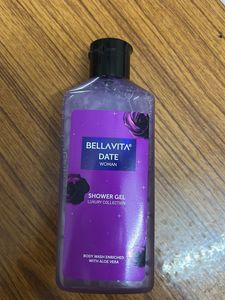 BELLAVITA®
DATE
WOMAN
SHOWER GEL
LUXURY COLLECTION
BODY WASH ENRICHED
WITH ALOE VERA